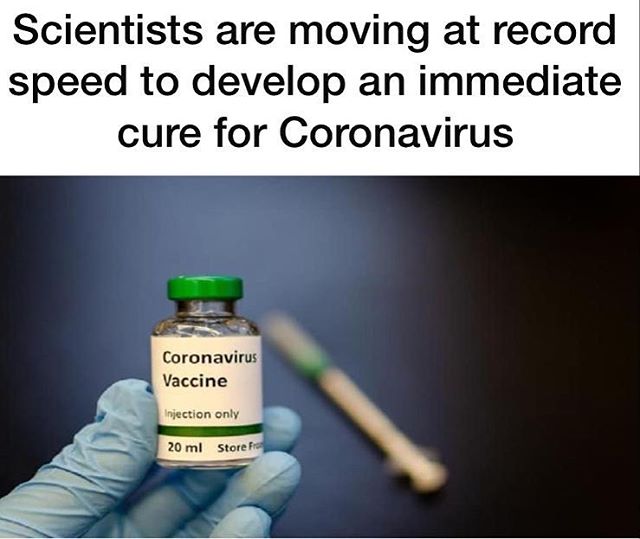 Scientists are moving at record
speed to develop an immediate
cure for Coronavirus
Coronavirus
Vaccine
Injection only
20 ml Store